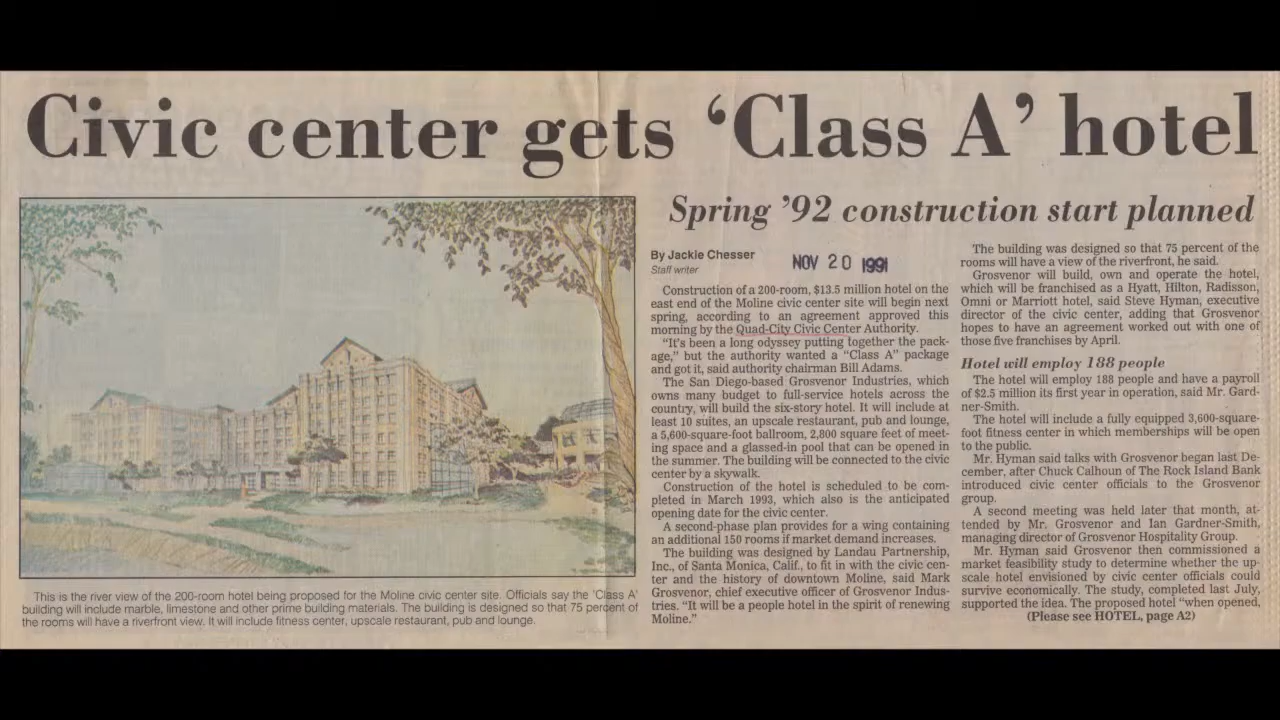 Civic center gets ‘Class A’ hotel
Spring ’92 construction start planned
By Jackie Chesser
Staff writer
NOV 20 1991
Construction of a 200-room, $13.5 million hotel on the
east end of the Moline civic center site will begin next
spring, according to an agreement approved this
morning by the Quad-City Civic Center Authority.
“It’s been a long odyssey putting together the pack-
age,” but the authority wanted a “Class A” package
and got it, said authority chairman Bill Adams.
The San Diego-based Grosvenor Industries, which
owns many budget to full-service hotels across the
country, will build the six-story hotel. It will include at
least 10 suites, an upscale restaurant, pub and lounge,
a 5,600-square-foot ballroom, 2,800 square feet of meet-
ing space and a glassed-in pool that can be opened in
the summer. The building will be connected to the civic
center by a skywalk.
Construction of the hotel is scheduled to be com-
pleted in March 1993, which also is the anticipated
opening date for the civic center.
A second-phase plan provides for a wing containing
an additional 150 rooms if market demand increases.
The building was designed by Landau Partnership,
Inc., of Santa Monica, Calif., to fit in with the civic cen-
ter and the history of downtown Moline, said Mark
Grosvenor, chief executive officer of Grosvenor Indus-
tries. “It will be a people hotel in the spirit of renewing
Moline.”
The building was designed so that 75 percent of the
rooms will have a view of the riverfront, he said.
Grosvenor will build, own and operate the hotel,
which will be franchised as a Hyatt, Hilton, Radisson,
Omni or Marriott hotel, said Steve Hyman, executive
director of the civic center, adding that Grosvenor
hopes to have an agreement worked out with one of
those five franchises by April.
Hotel will employ 188 people
The hotel will employ 188 people and have a payroll
of $2.5 million its first year in operation, said Mr. Gard-
ner-Smith.
The hotel will include a fully equipped 3,600-square-
foot fitness center in which memberships will be open
to the public.
Mr. Hyman said talks with Grosvenor began last De-
cember, after Chuck Calhoun of The Rock Island Bank
introduced civic center officials to the Grosvenor
group.
A second meeting was held later that month, at-
tended by Mr. Grosvenor and Ian Gardner-Smith,
managing director of Grosvenor Hospitality Group.
Mr. Hyman said Grosvenor then commissioned a
market feasibility study to determine whether the up-
scale hotel envisioned by civic center officials could
survive economically. The study, completed last July,
supported the idea. The proposed hotel “when opened,
(Please see HOTEL, page A2)
This is the river view of the 200-room hotel being proposed for the Moline civic center site. Officials say the ‘Class A’
building will include marble, limestone and other prime building materials. The building is designed so that 75 percent of
the rooms will have a riverfront view. It will include fitness center, upscale restaurant, pub and lounge.